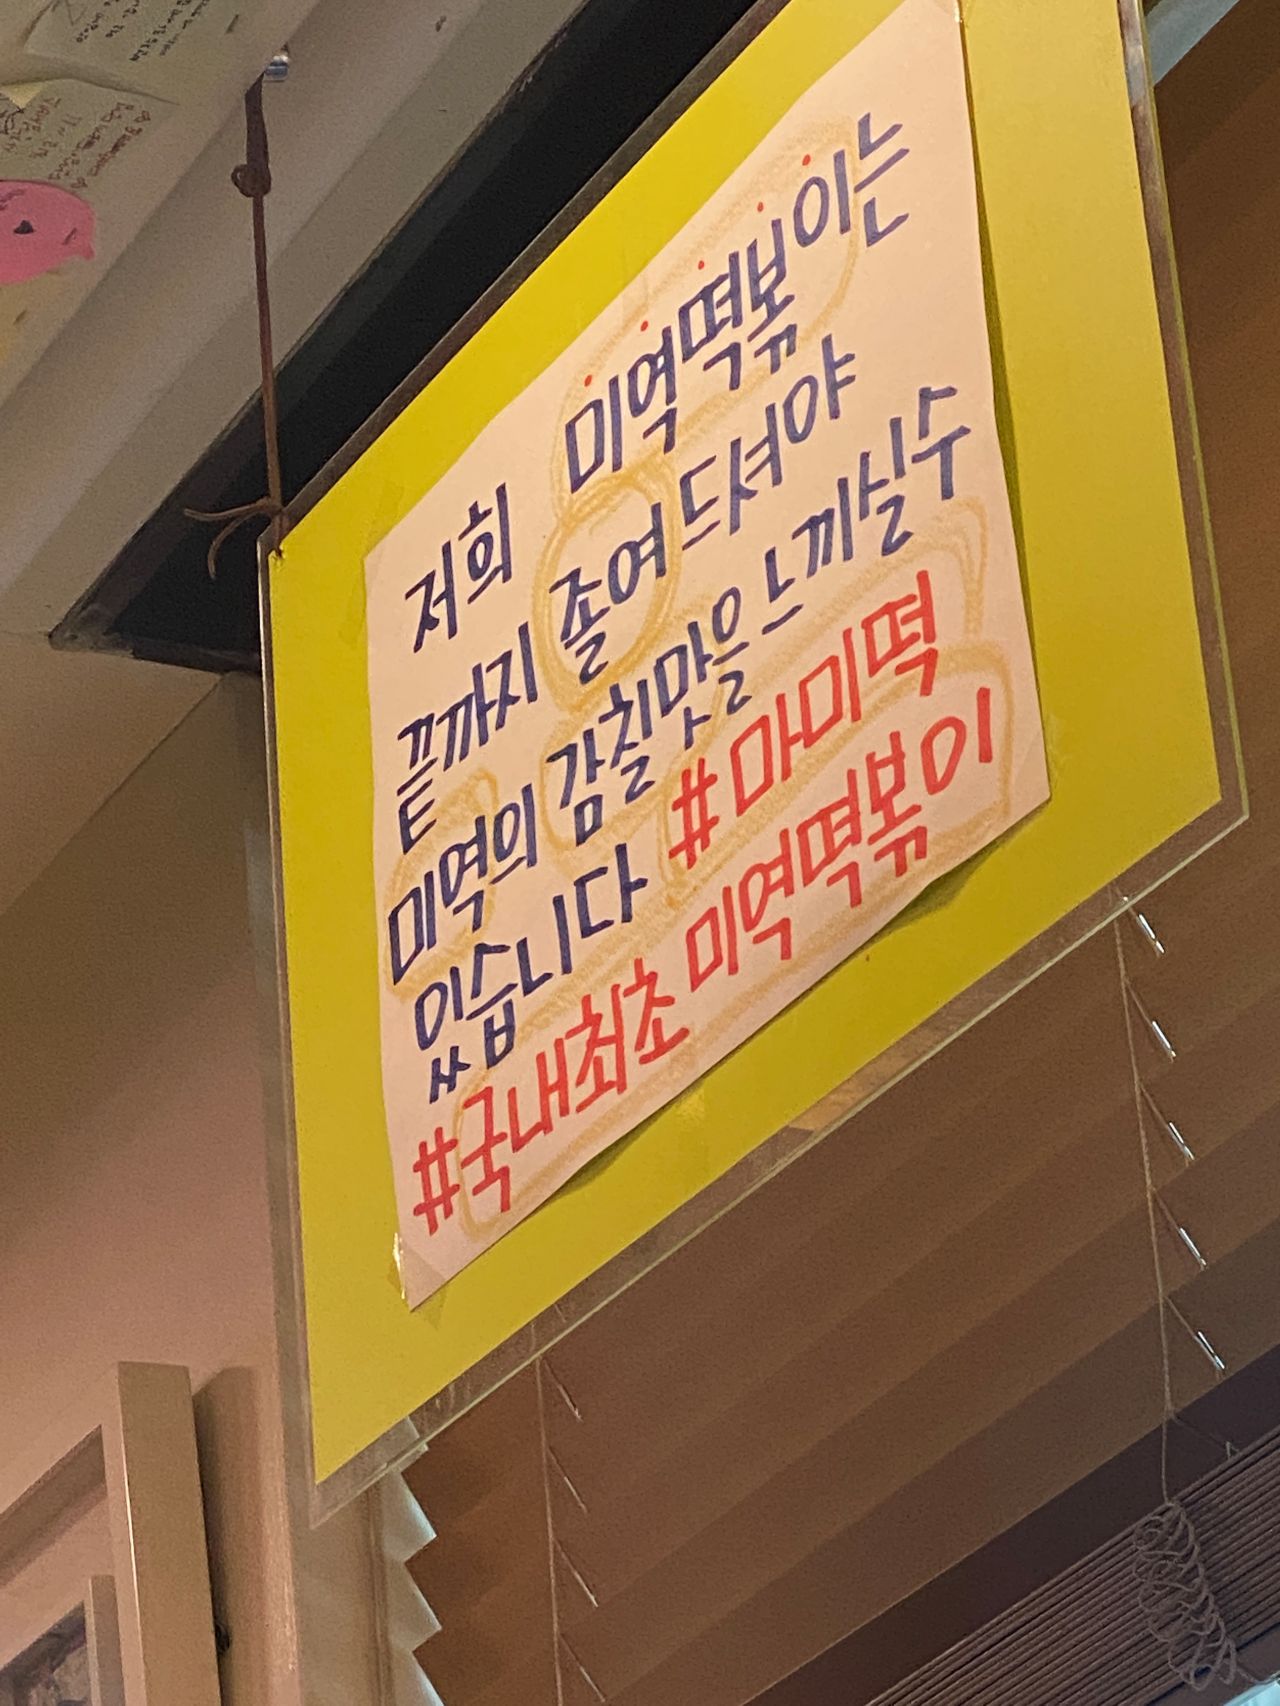 저희 미역떡볶이는
끝까지 졸여 드셔야
미역의 감칠맛을 느끼실수
있습니다 #마미떡
#국내최초 미역떡볶이